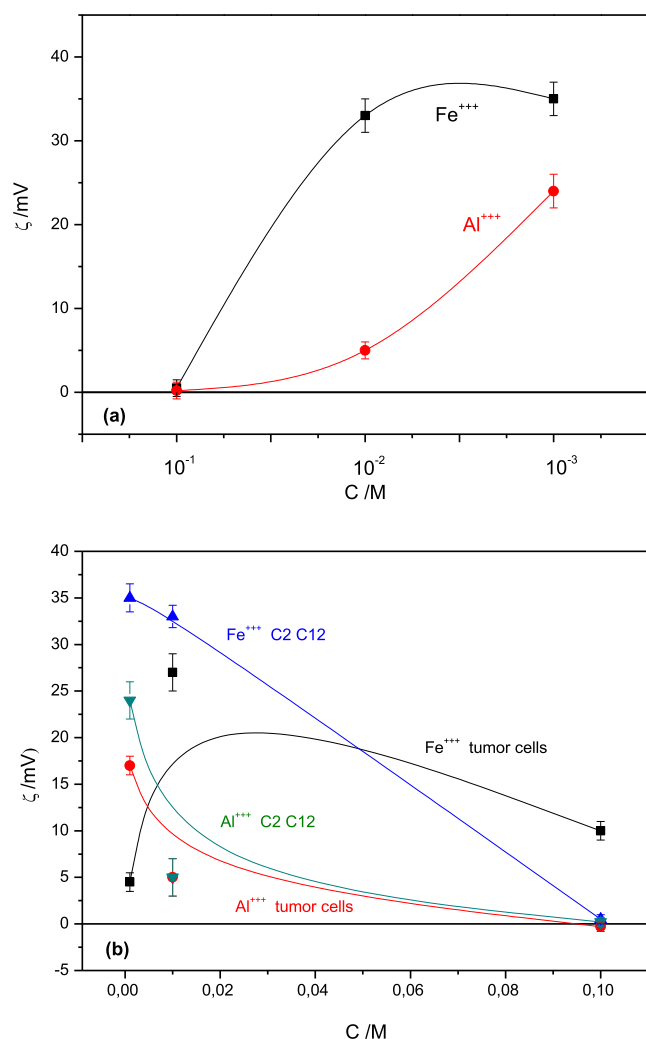 40
30
20
10
0
ζ /mV
Fe+++
Al+++
(a)
10-1 10-2 10-3
C /M
40
35
30
25
20
15
10
5
0
-5
ζ /mV)
Fe+++ C2 C12
Fe+++ tumor cells
Al+++ C2 C12
Al+++ tumor cells
(b)
0,00 0,02 0,04 0,06 0,08 0,10
C /M